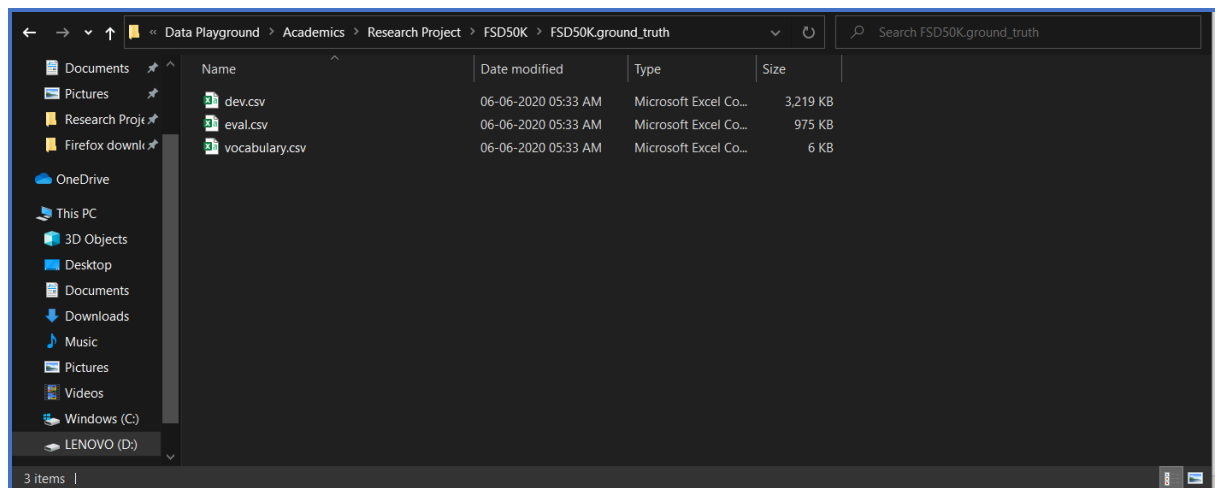 « Data Playground > Academics > Research Project > FSD50K > FSD50K.ground_truth
Search FSD50K.ground_truth
Documents
Pictures
Research Proje
Firefox downlo
OneDrive
This PC
3D Objects
Desktop
Documents
Downloads
Music
Pictures
Videos
Windows (C:)
LENOVO (D:)
Name Date modified Type Size
dev.csv 06-06-2020 05:33 AM Microsoft Excel Co... 3,219 KB
eval.csv 06-06-2020 05:33 AM Microsoft Excel Co... 975 KB
vocabulary.csv 06-06-2020 05:33 AM Microsoft Excel Co... 6 KB
3 items